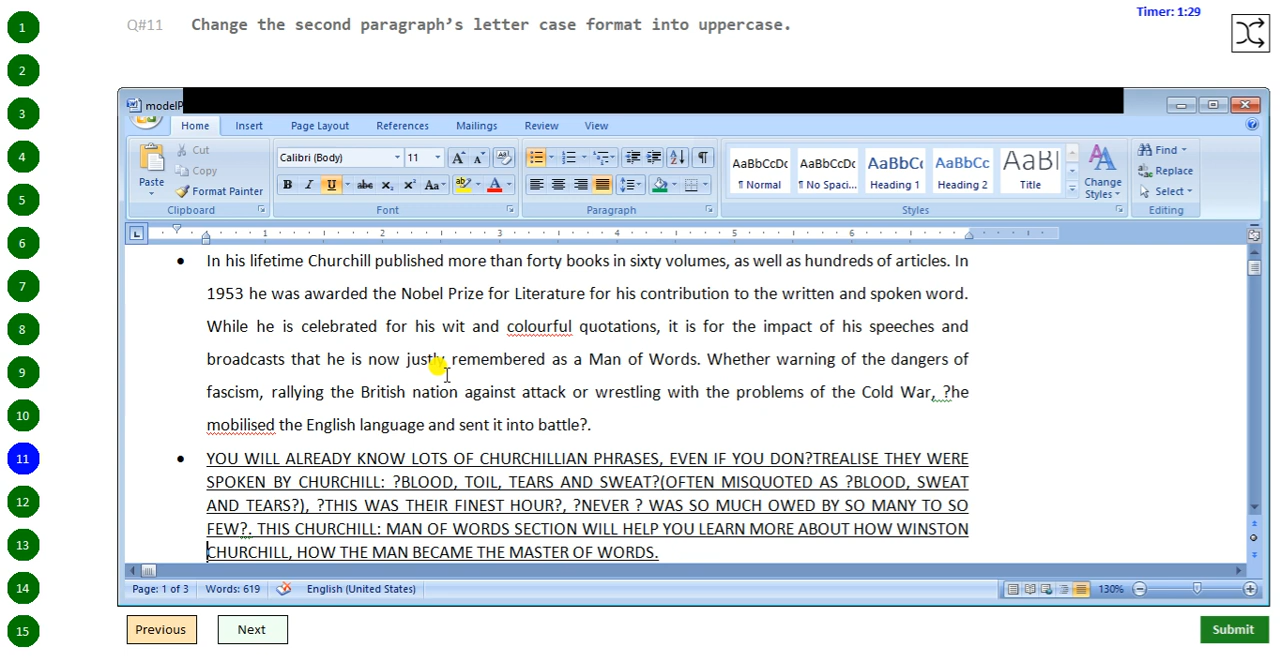 Q#11 Change the second paragraph's letter case format into uppercase.
Timer: 1:29
1
2
3
4
5
6
7
8
9
10
11
12
13
14
15
modelP
Home Insert Page Layout References Mailings Review View
Paste
Cut
Copy
Format Painter
Clipboard
Calibri (Body) 11
B I U abc X₂ X² Aa A
Font
Paragraph
AaBbCcDc AaBbCcDc AaBbCc AaBbCc AaBl
¶ Normal ¶ No Spaci... Heading 1 Heading 2 Title
Change
Styles
Styles
Find
Replace
Select
Editing
1 2 3 4 5 6
• In his lifetime Churchill published more than forty books in sixty volumes, as well as hundreds of articles. In
1953 he was awarded the Nobel Prize for Literature for his contribution to the written and spoken word.
While he is celebrated for his wit and colourful quotations, it is for the impact of his speeches and
broadcasts that he is now justly remembered as a Man of Words. Whether warning of the dangers of
fascism, rallying the British nation against attack or wrestling with the problems of the Cold War, ?he
mobilised the English language and sent it into battle?.
• YOU WILL ALREADY KNOW LOTS OF CHURCHILLIAN PHRASES, EVEN IF YOU DON?TREALISE THEY WERE
SPOKEN BY CHURCHILL: ?BLOOD, TOIL, TEARS AND SWEAT?(OFTEN MISQUOTED AS ?BLOOD, SWEAT
AND TEARS?), ?THIS WAS THEIR FINEST HOUR?, ?NEVER ? WAS SO MUCH OWED BY SO MANY TO SO
FEW?. THIS CHURCHILL: MAN OF WORDS SECTION WILL HELP YOU LEARN MORE ABOUT HOW WINSTON
CHURCHILL, HOW THE MAN BECAME THE MASTER OF WORDS.
Page: 1 of 3 Words: 619 English (United States) 130%
Previous Next Submit